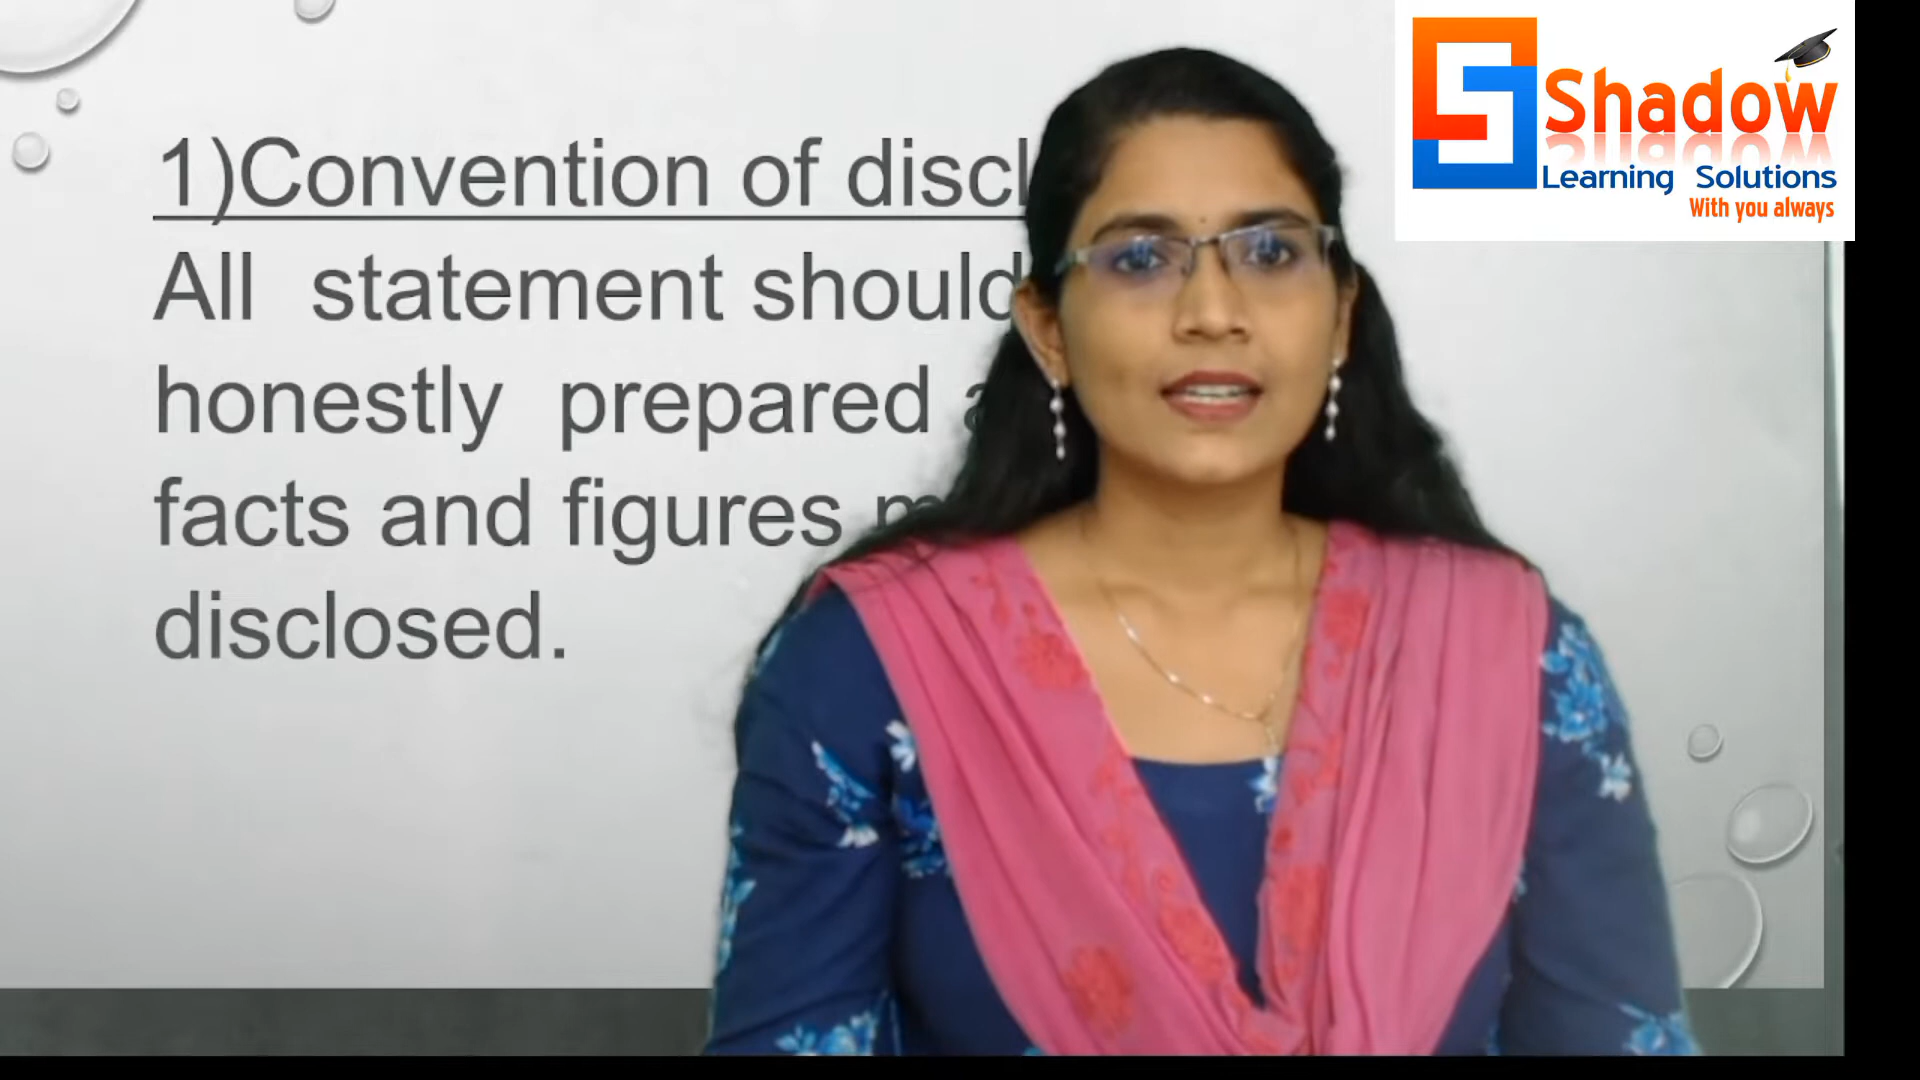 1)Convention of discl
All statement should
honestly prepared a
facts and figures m
disclosed.
Shadow
Learning Solutions
With you always